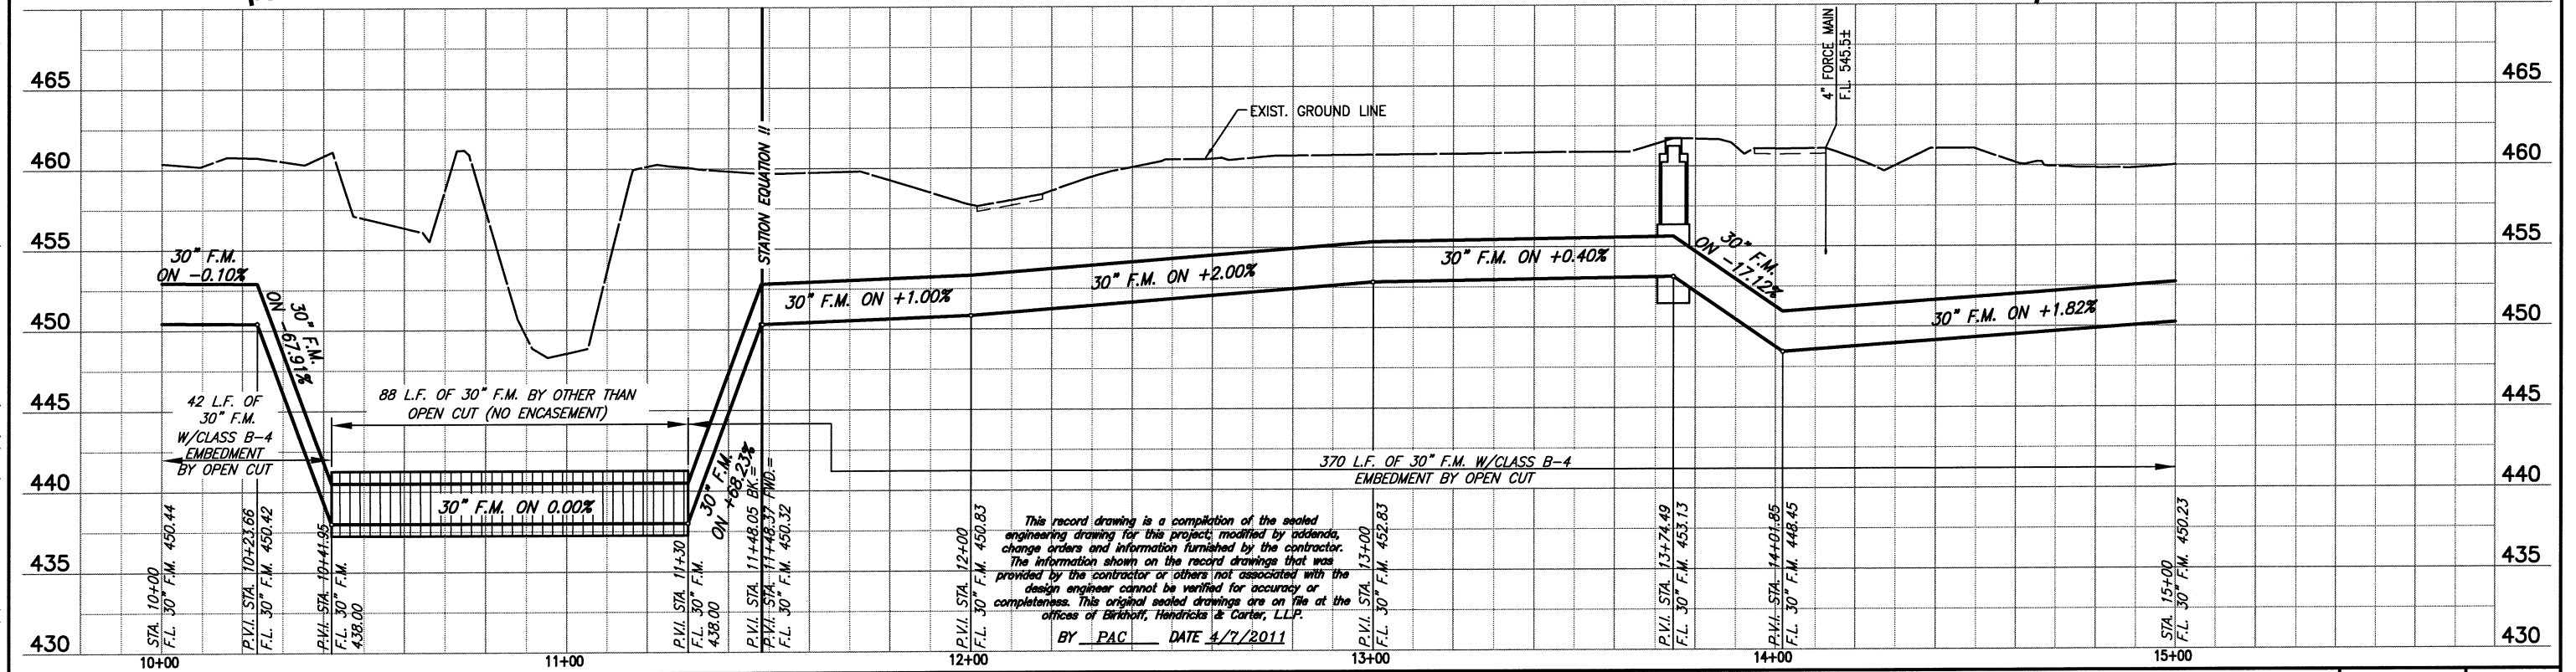 465
460
455
450
445
440
435
430
465
460
455
450
445
440
435
430
30" F.M.
ON -0.10%
30" F.M.
ON -67.91%
42 L.F. OF
30" F.M.
W/CLASS B-4
EMBEDMENT
BY OPEN CUT
88 L.F. OF 30" F.M. BY OTHER THAN
OPEN CUT (NO ENCASEMENT)
30" F.M. ON 0.00%
30" F.M.
ON +68.23%
STATION EQUATION !!
30" F.M. ON +1.00%
30" F.M. ON +2.00%
EXIST. GROUND LINE
30" F.M. ON +0.40%
30" F.M.
ON -17.12%
4" FORCE MAIN
F.L. 545.5±
30" F.M. ON +1.82%
370 L.F. OF 30" F.M. W/CLASS B-4
EMBEDMENT BY OPEN CUT
STA. 10+00
F.L. 30" F.M. 450.44
P.V.I. STA. 10+23.66
F.L. 30" F.M. 450.42
P.V.I. STA. 10+41.95
F.L. 30" F.M.
438.00
P.V.I. STA. 11+30
F.L. 30" F.M.
438.00
P.V.I. STA. 11+48.05 BK.=
P.V.I. STA. 11+48.37 FWD.=
F.L. 30" F.M. 450.32
P.V.I. STA. 12+00
F.L. 30" F.M. 450.83
This record drawing is a compilation of the sealed
engineering drawing for this project; modified by addenda,
change orders and information furnished by the contractor.
The information shown on the record drawings that was
provided by the contractor or others not associated with the
design engineer cannot be verified for accuracy or
completeness. This original sealed drawings are on file at the
offices of Birkhoff, Hendricks & Carter, L.L.P.
BY PAC DATE 4/7/2011
P.V.I. STA. 13+00
F.L. 30" F.M. 452.83
P.V.I. STA. 13+74.49
F.L. 30" F.M. 453.13
P.V.I. STA. 14+01.85
F.L. 30" F.M. 448.45
STA. 15+00
F.L. 30" F.M. 450.23
10+00
11+00
12+00
13+00
14+00
15+00